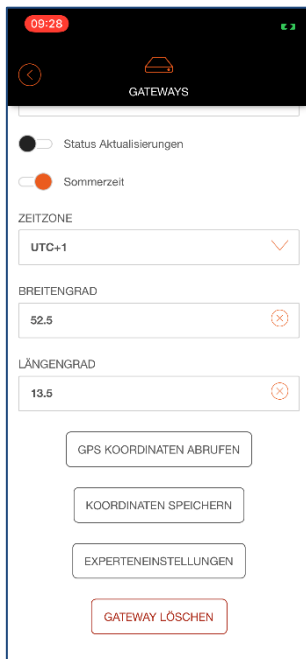 09:28
GATEWAYS
Status Aktualisierungen
Sommerzeit
ZEITZONE
UTC+1
BREITENGRAD
52.5
LÄNGENGRAD
13.5
GPS KOORDINATEN ABRUFEN
KOORDINATEN SPEICHERN
EXPERTENEINSTELLUNGEN
GATEWAY LÖSCHEN